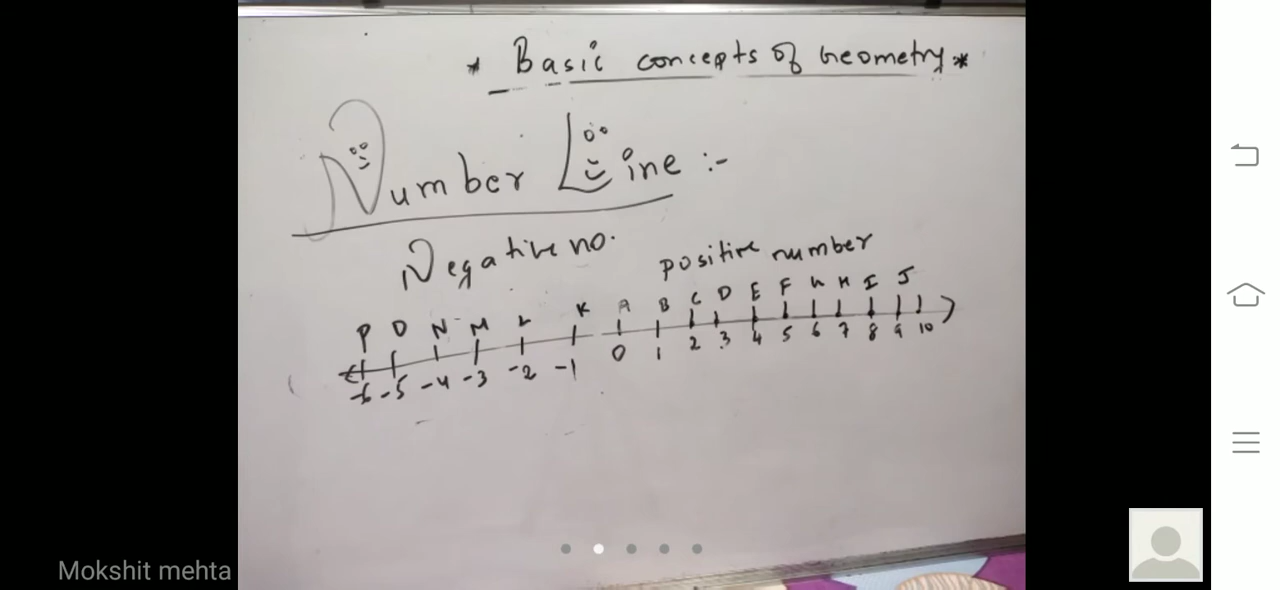 * Basic concepts of Geometry *
Number Line :-
Negative no.
positive number
P O N M L K A B C D E F G H I J
-6 -5 -4 -3 -2 -1 0 1 2 3 4 5 6 7 8 9 10
Mokshit mehta